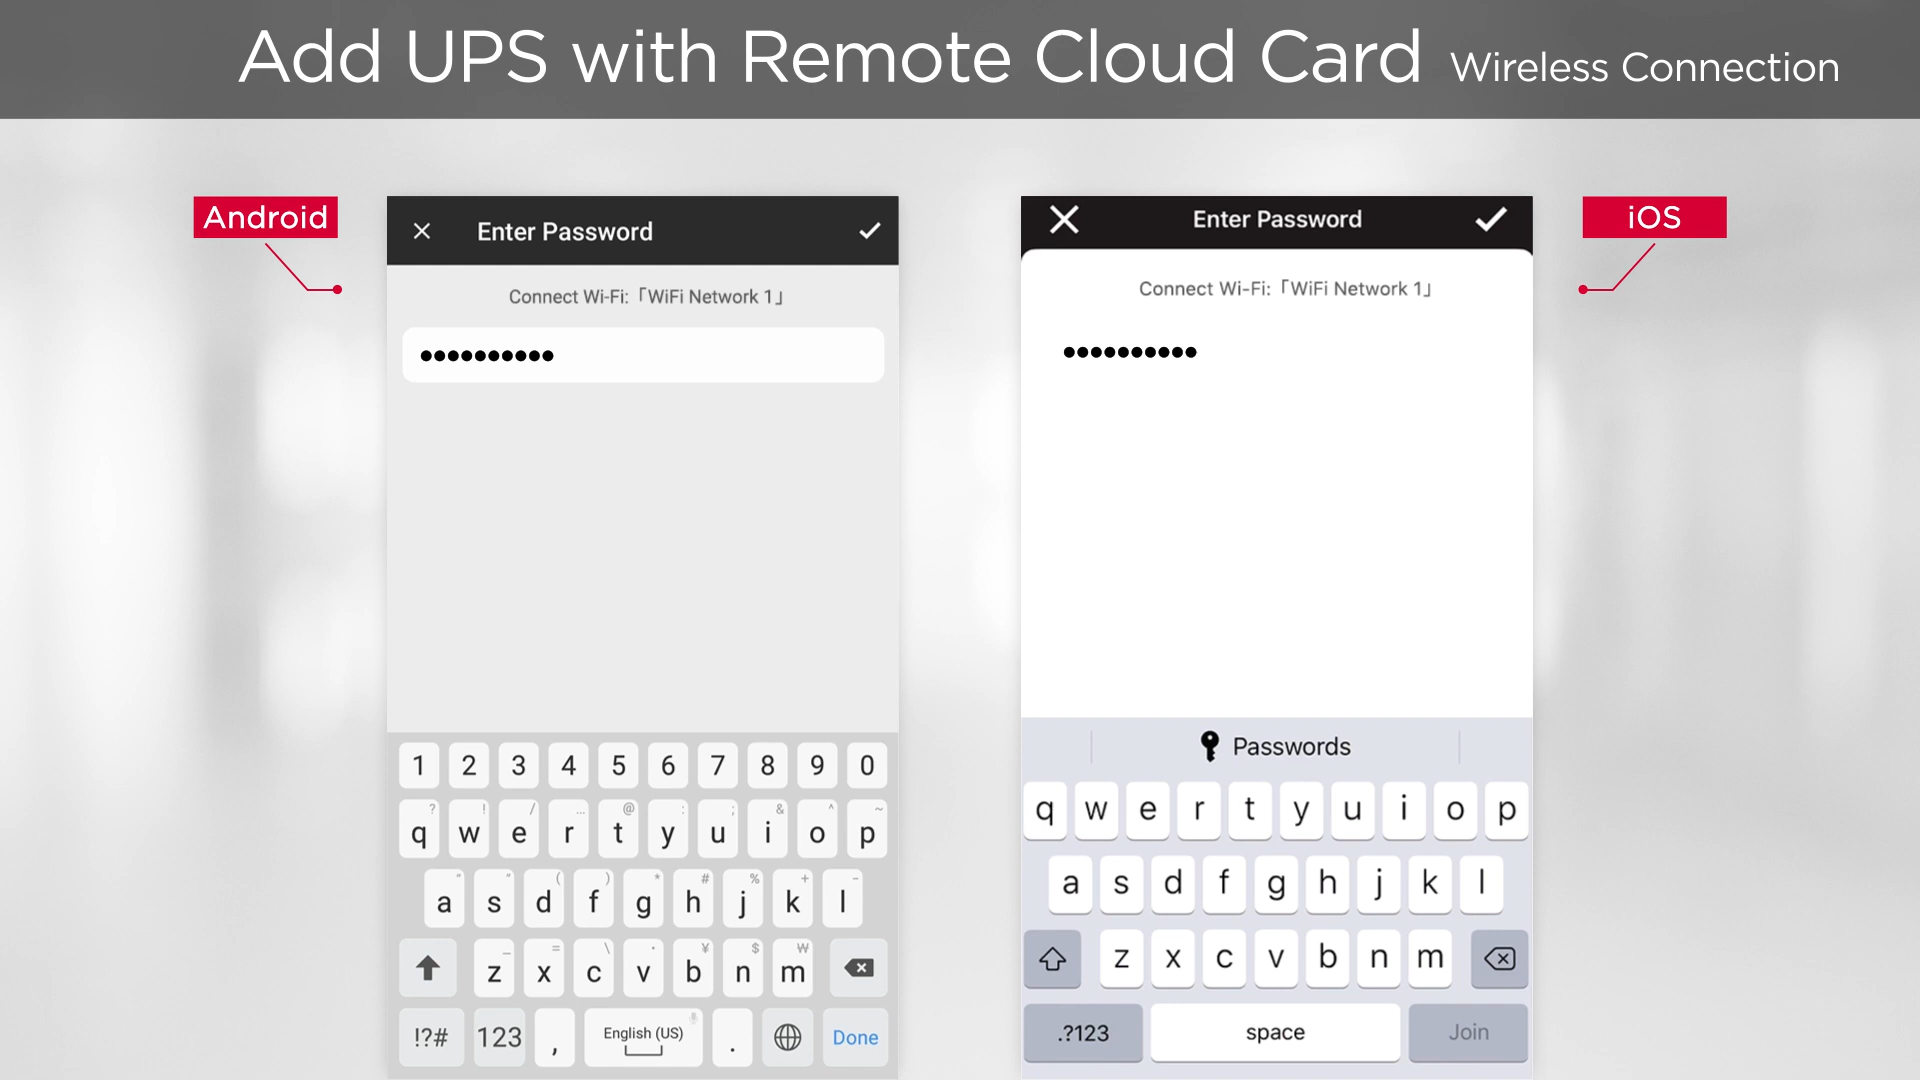 Add UPS with Remote Cloud Card Wireless Connection
Android
Enter Password
Connect Wi-Fi:「WiFi Network 1」
••••••••••
1 2 3 4 5 6 7 8 9 0
q w e r t y u i o p
a s d f g h j k l
z x c v b n m
!?# 123 , English (US) . Done
iOS
Enter Password
Connect Wi-Fi:「WiFi Network 1」
••••••••••
Passwords
q w e r t y u i o p
a s d f g h j k l
z x c v b n m
.?123 space Join